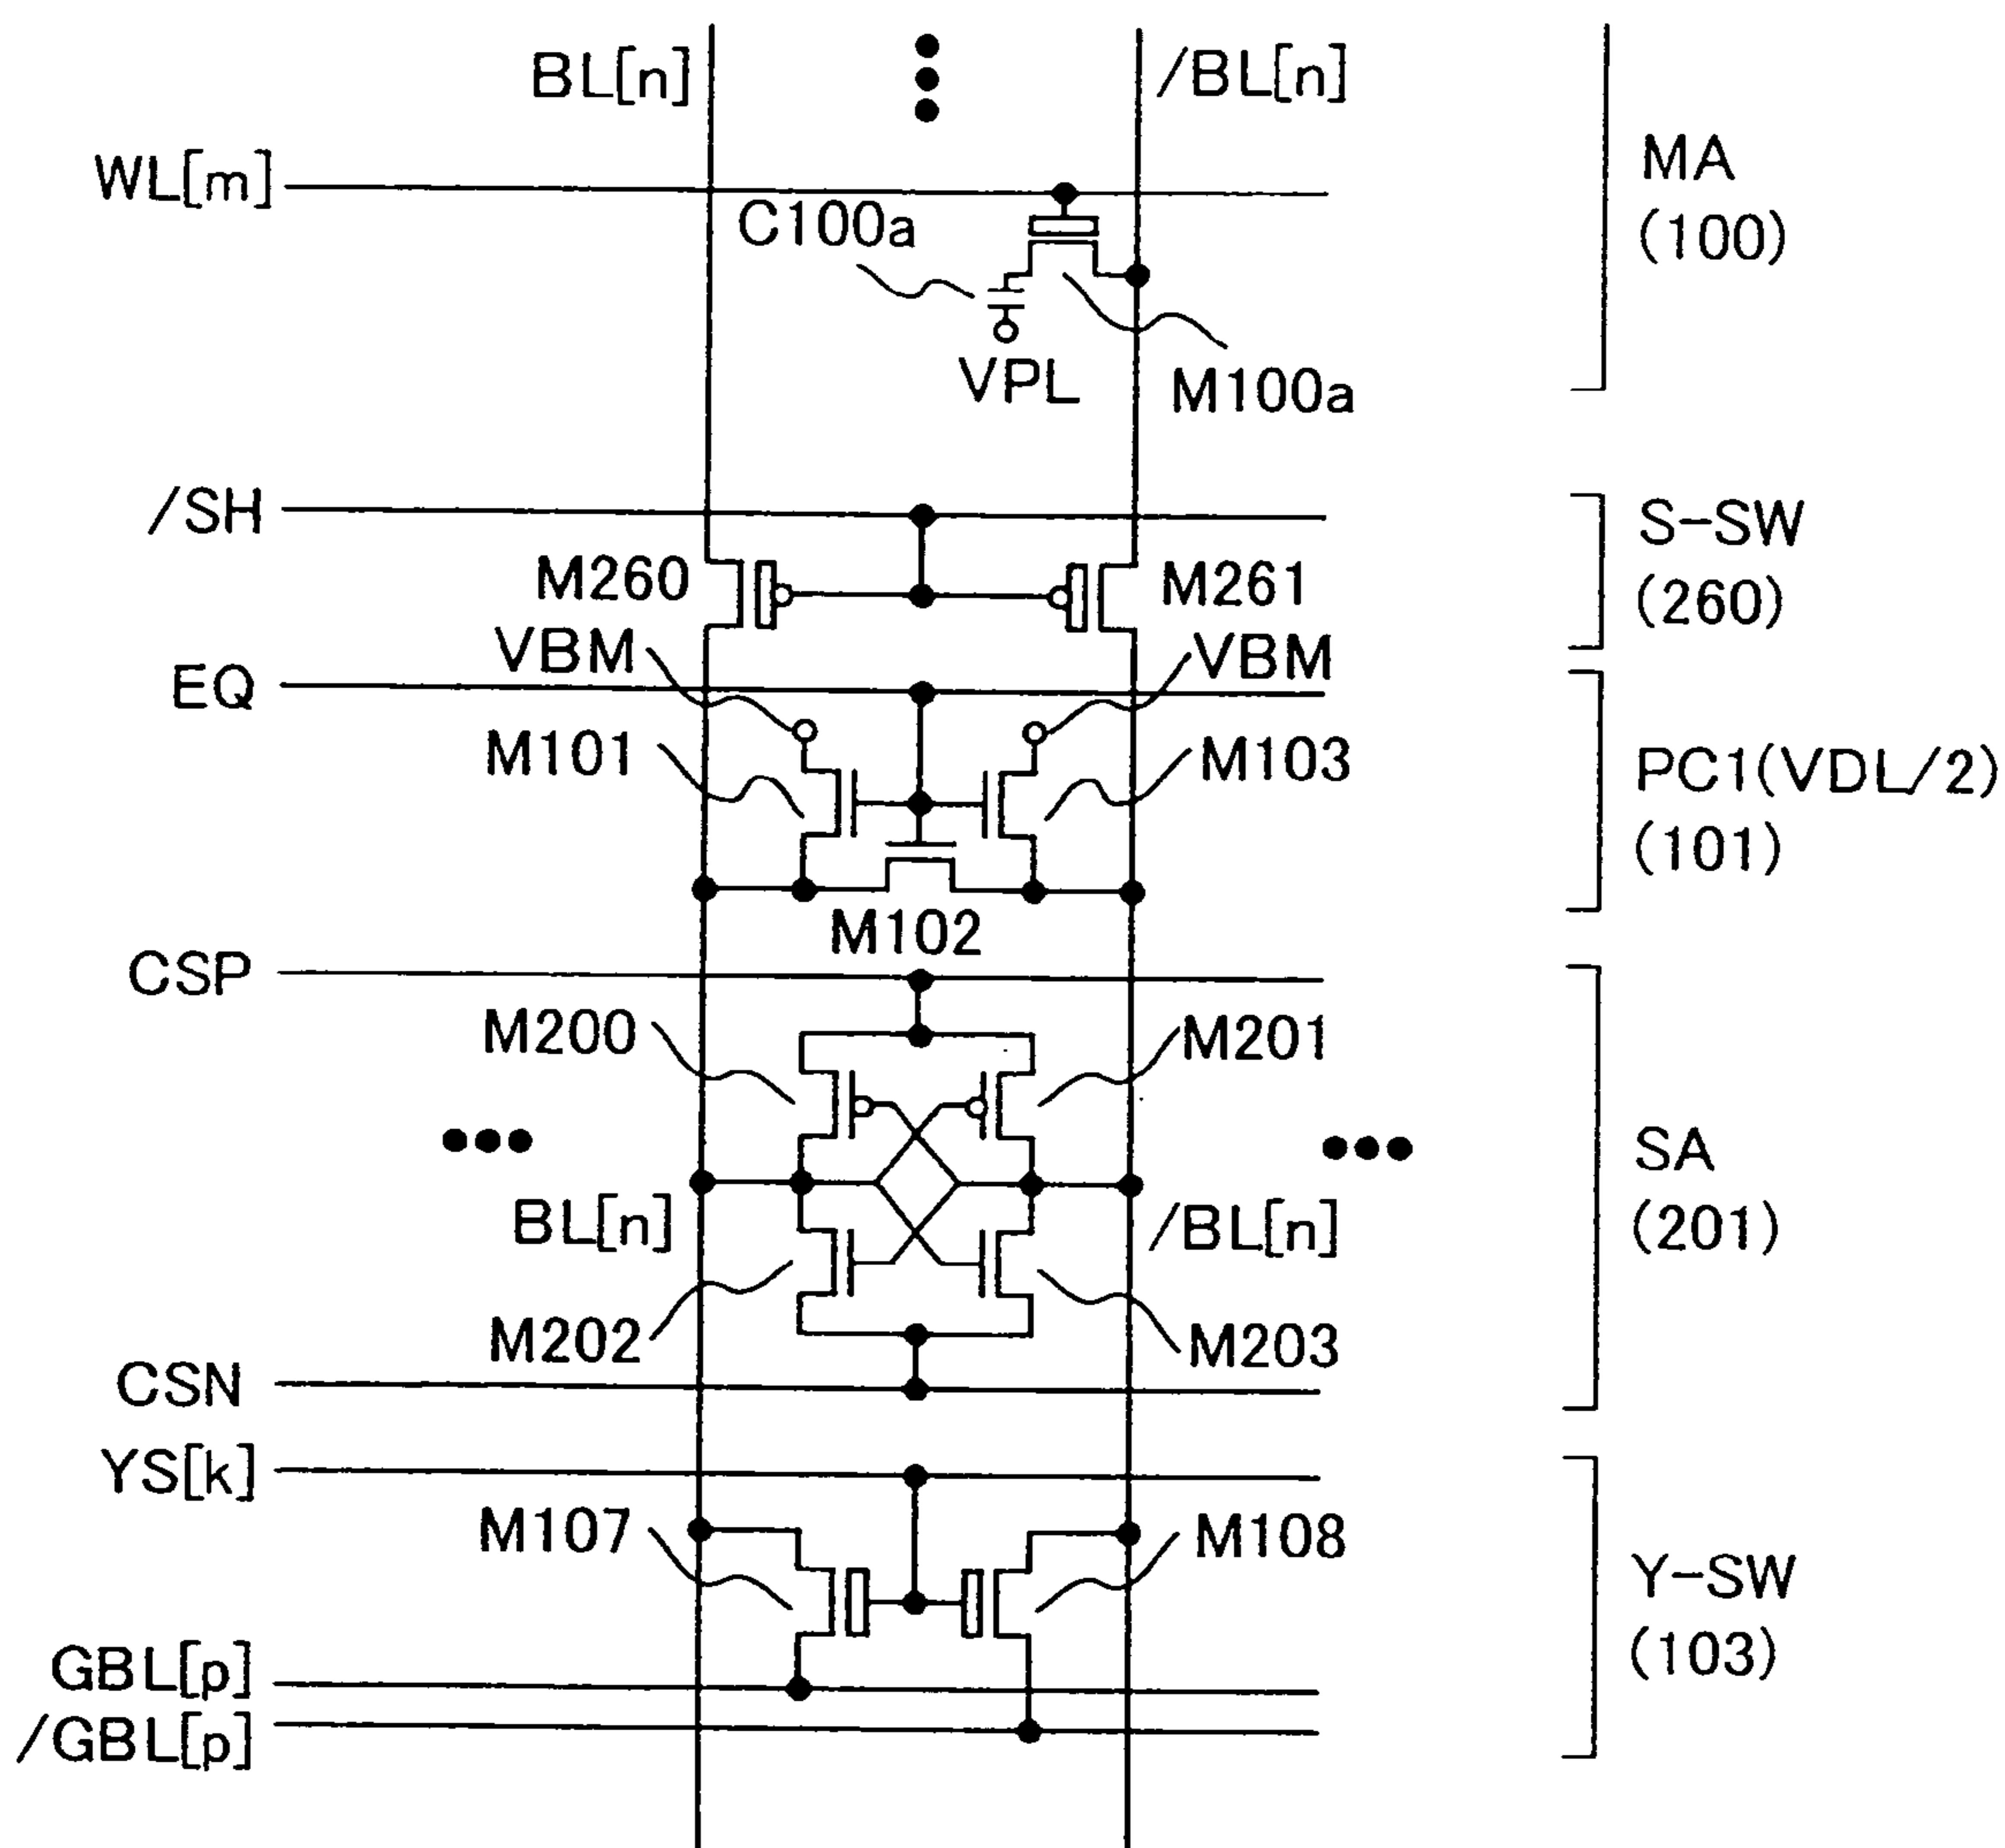 BL[n]
/BL[n]
MA
(100)
WL[m]
C100a
VPL
M100a
/SH
S-SW
(260)
M260
M261
VBM
VBM
EQ
M101
M103
PC1(VDL/2)
(101)
M102
CSP
M200
M201
SA
(201)
BL[n]
/BL[n]
M202
M203
CSN
YS[k]
M107
M108
Y-SW
(103)
GBL[p]
/GBL[p]